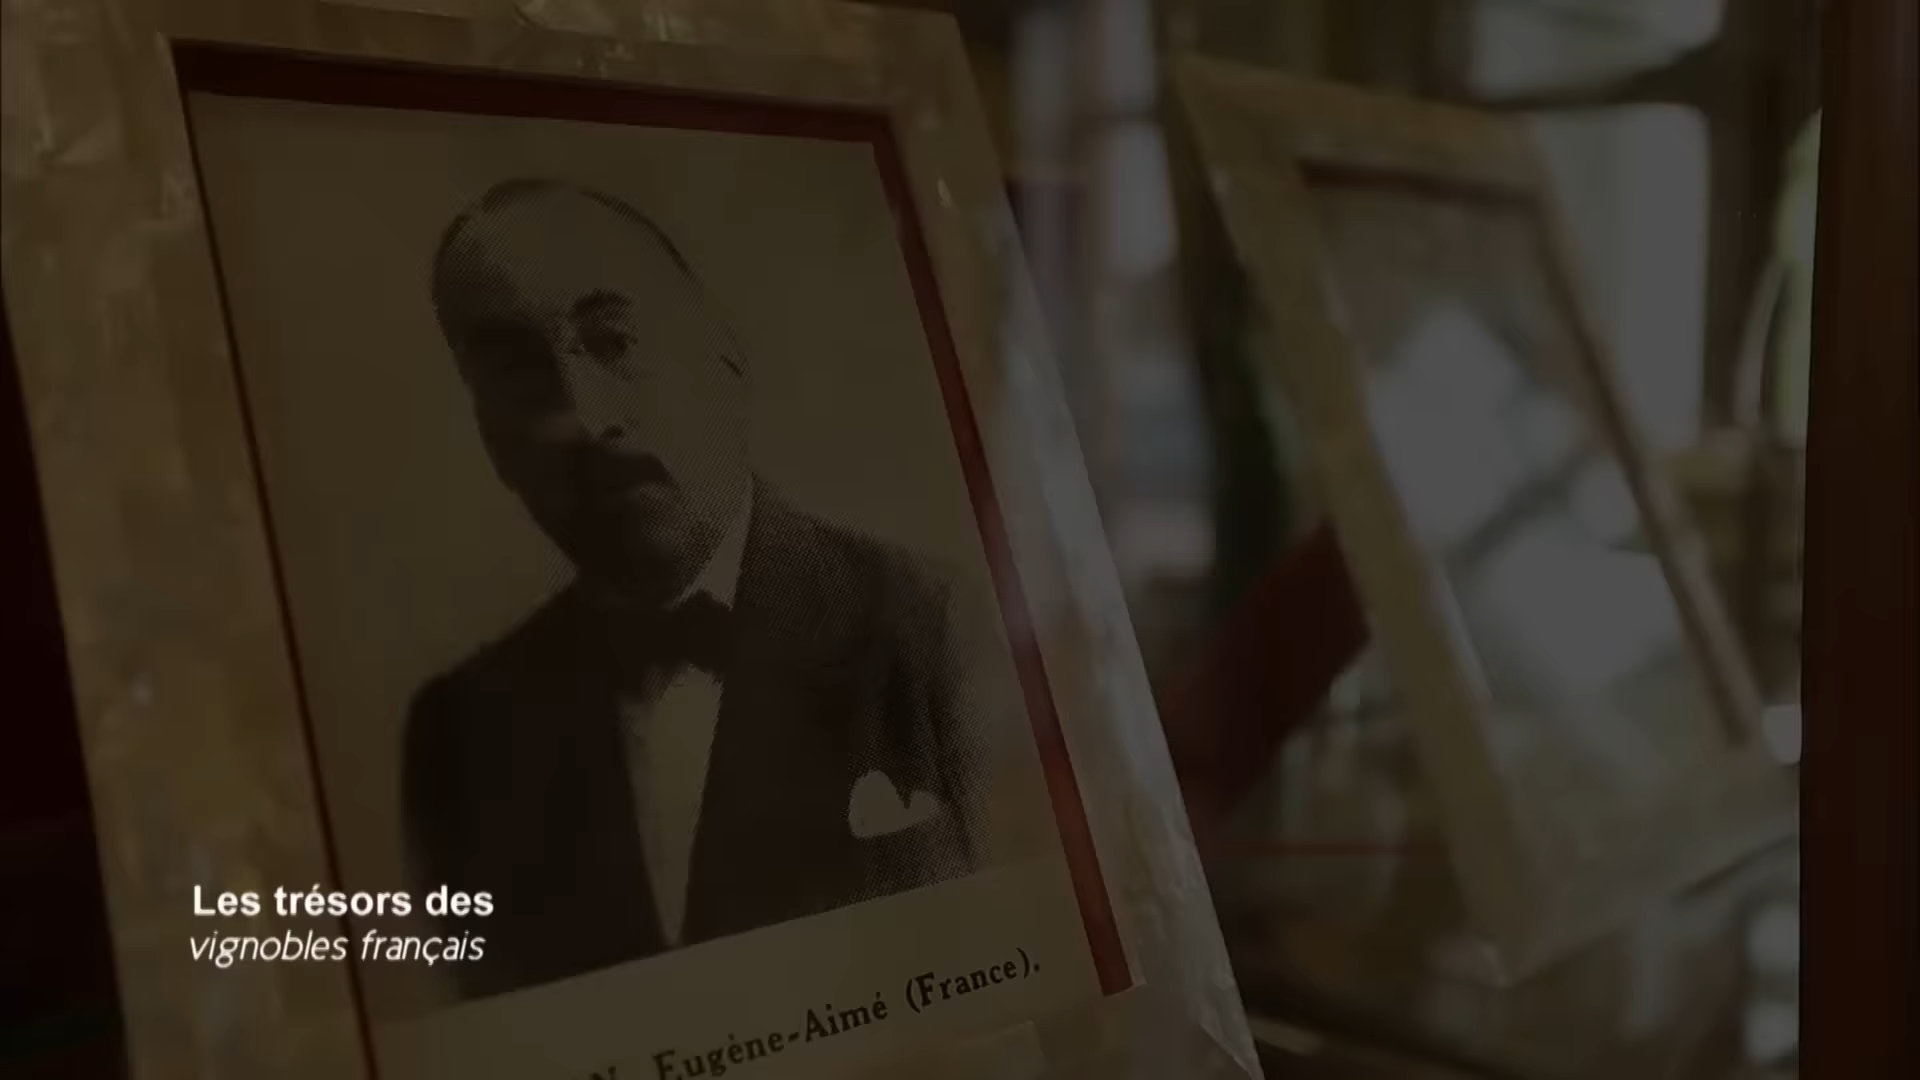 Les trésors des
vignobles français
N, Eugène-Aimé (France).